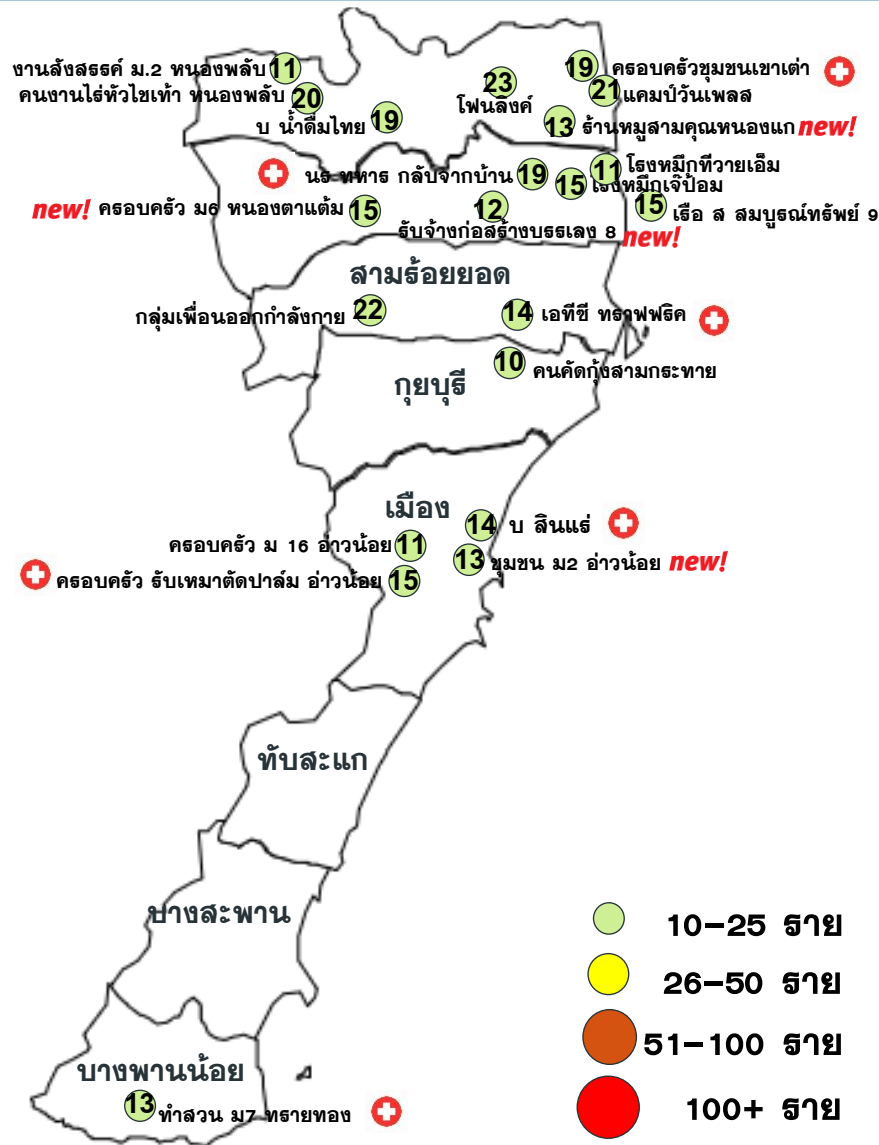 งานสังสรรค์ ม.2 หนองพลับ 11
19 ครอบครัวชุมชนเขาเต่า
คนงานไร่หัวไชเท้า หนองพลับ 20
23
โฟนลิงค์
21 แคมป์วันเพลส
บ น้ำดื่มไทย 19
13 ร้านหมูสามคุณหนองแก new!
นร ทหาร กลับจากบ้าน 19
11 โรงหมึกทีวายเอ็ม
15 โรงหมึกเจ๊ป้อม
new! ครอบครัว ม6 หนองตาแต้ม 15
12
รับจ้างก่อสร้างบรรเลง 8 new!
15 เรือ ส สมบูรณ์ทรัพย์ 9
สามร้อยยอด
กลุ่มเพื่อนออกกำลังกาย 22
14 เอทีซี ทราฟฟริค
10 คนคัดกุ้งสามกระทาย
กุยบุรี
เมือง
14 บ สินแร่
ครอบครัว ม 16 อ่าวน้อย 11
13 ชุมชน ม2 อ่าวน้อย new!
ครอบครัว รับเหมาตัดปาล์ม อ่าวน้อย 15
ทับสะแก
บางสะพาน
บางพานน้อย
13 ทำสวน ม7 ทรายทอง
10-25 ราย
26-50 ราย
51-100 ราย
100+ ราย